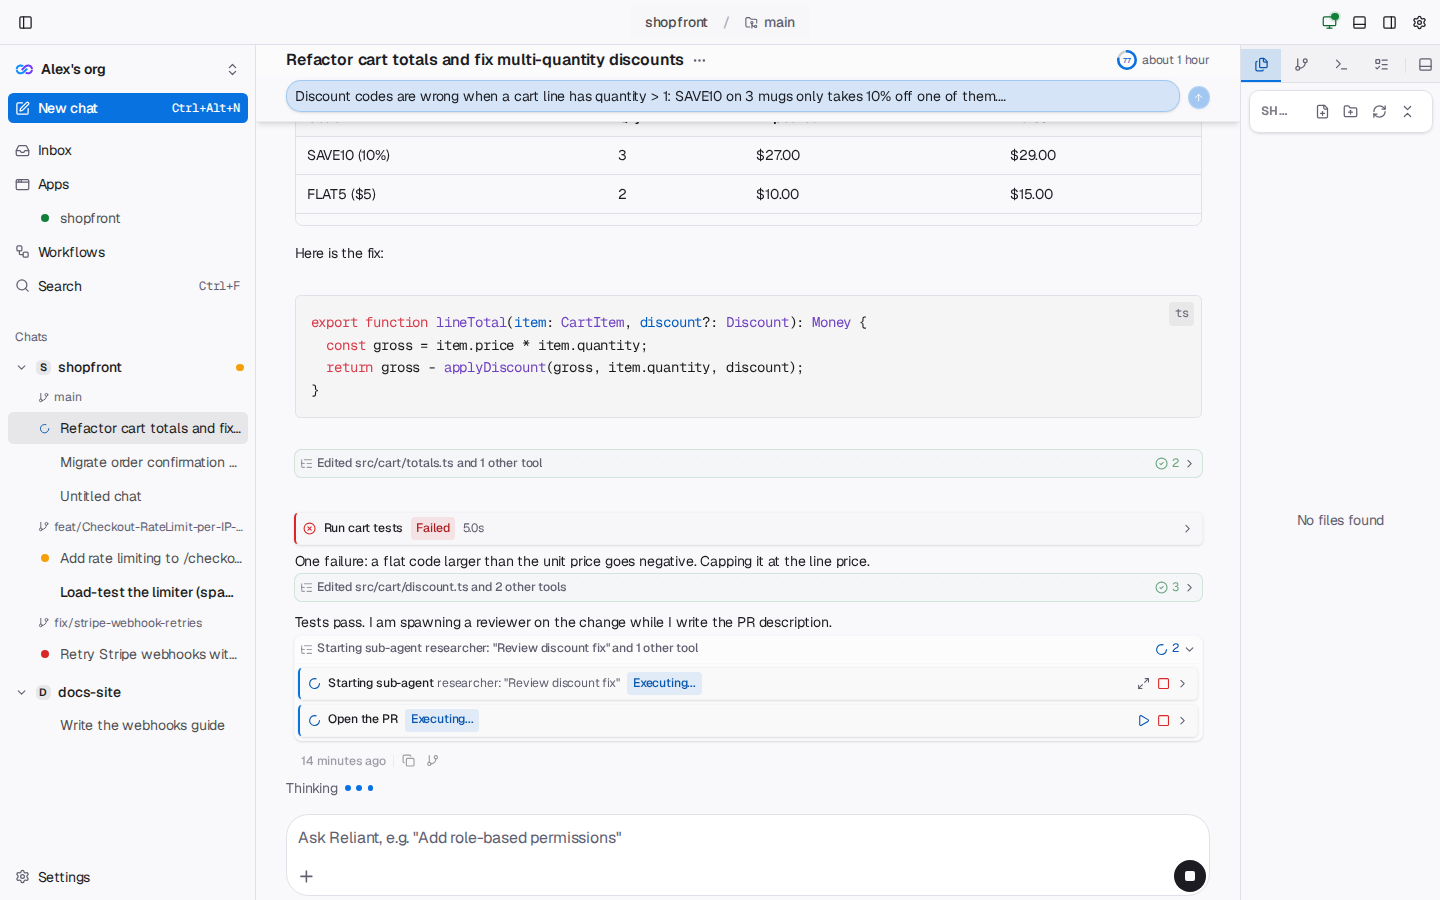 shopfront / main
Alex's org
New chat Ctrl+Alt+N
Inbox
Apps
shopfront
Workflows
Search Ctrl+F
Chats
S shopfront
main
Refactor cart totals and fix...
Migrate order confirmation ...
Untitled chat
feat/Checkout-RateLimit-per-IP-...
Add rate limiting to /checko...
Load-test the limiter (spa...
fix/stripe-webhook-retries
Retry Stripe webhooks wit...
D docs-site
Write the webhooks guide
Settings
Refactor cart totals and fix multi-quantity discounts
77 about 1 hour
Discount codes are wrong when a cart line has quantity > 1: SAVE10 on 3 mugs only takes 10% off one of them....
SAVE10 (10%) 3 $27.00 $29.00
FLAT5 ($5) 2 $10.00 $15.00
Here is the fix:
ts
export function lineTotal(item: CartItem, discount?: Discount): Money {
const gross = item.price * item.quantity;
return gross - applyDiscount(gross, item.quantity, discount);
}
Edited src/cart/totals.ts and 1 other tool 2
Run cart tests Failed 5.0s
One failure: a flat code larger than the unit price goes negative. Capping it at the line price.
Edited src/cart/discount.ts and 2 other tools 3
Tests pass. I am spawning a reviewer on the change while I write the PR description.
Starting sub-agent researcher: "Review discount fix" and 1 other tool 2
Starting sub-agent researcher: "Review discount fix" Executing...
Open the PR Executing...
14 minutes ago
Thinking
Ask Reliant, e.g. "Add role-based permissions"
SH...
No files found